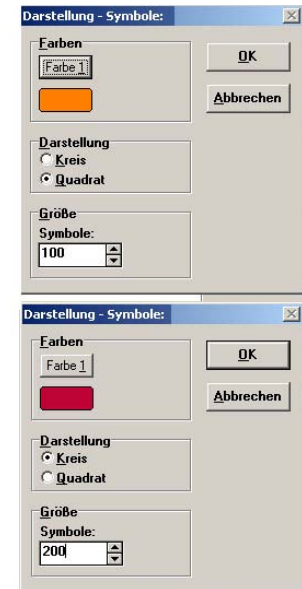 Darstellung - Symbole:
Farben
Farbe 1
OK
Abbrechen
Darstellung
Kreis
Quadrat
Größe
Symbole:
100
Darstellung - Symbole:
Farben
Farbe 1
OK
Abbrechen
Darstellung
Kreis
Quadrat
Größe
Symbole:
200